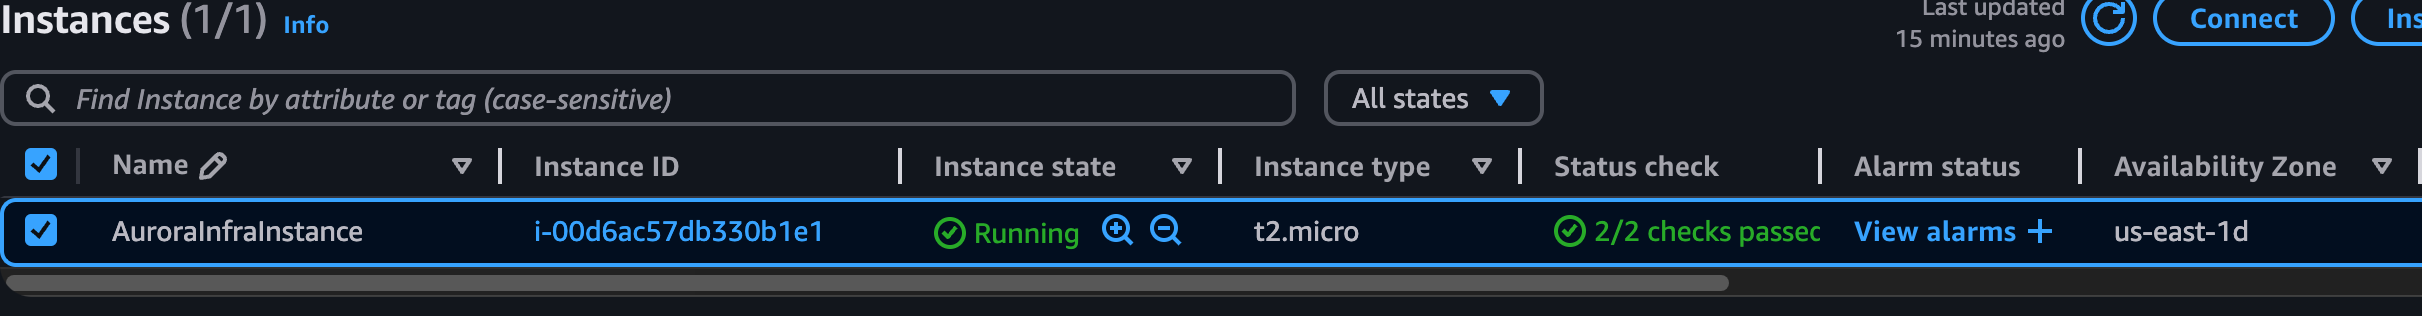 Instances (1/1) Info
Last updated
15 minutes ago
Connect
Ins
Find Instance by attribute or tag (case-sensitive)
All states
Name
Instance ID
Instance state
Instance type
Status check
Alarm status
Availability Zone
AuroraInfraInstance
i-00d6ac57db330b1e1
Running
t2.micro
2/2 checks passec
View alarms +
us-east-1d